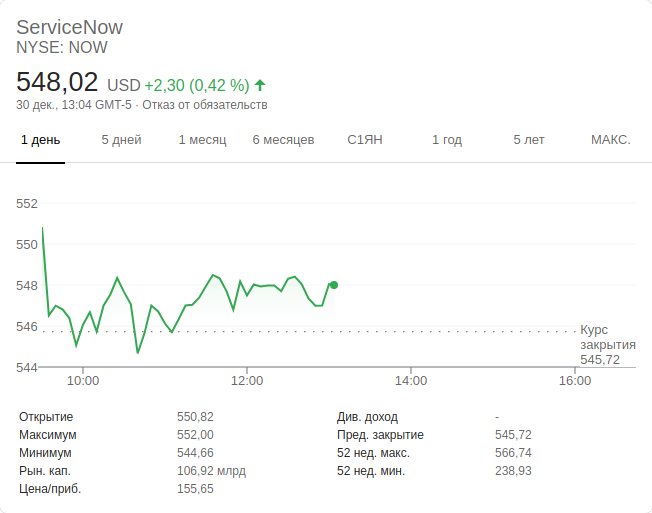 ServiceNow
NYSE: NOW
548,02 USD +2,30 (0,42 %)
30 дек., 13:04 GMT-5 · Отказ от обязательств
1 день 5 дней 1 месяц 6 месяцев С1ЯН 1 год 5 лет МАКС.
552
550
548
546
544
Курс
закрытия
545,72
10:00 12:00 14:00 16:00
Открытие 550,82 Див. доход -
Максимум 552,00 Пред. закрытие 545,72
Минимум 544,66 52 нед. макс. 566,74
Рын. кап. 106,92 млрд 52 нед. мин. 238,93
Цена/приб. 155,65